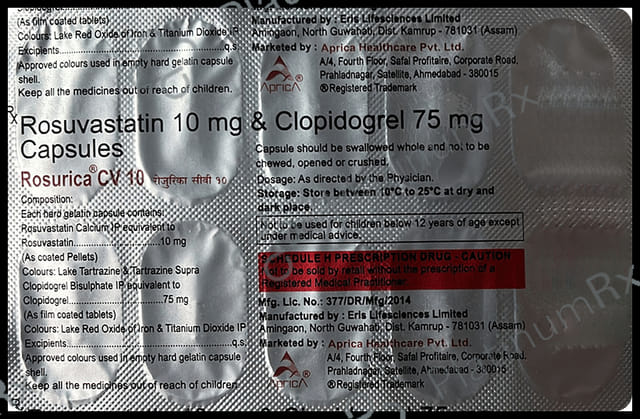 (As film coated tablets)
Colours: Lake Red Oxide of Iron & Titanium Dioxide IP
Excipients..................................................q.s.
Approved colours used in empty hard gelatin capsule
shell.
Keep all the medicines out of reach of children.
Manufactured by : Eris Lifesciences Limited
Amingaon, North Guwahati, Dist. Kamrup - 781031 (Assam)
Marketed by : Aprica Healthcare Pvt. Ltd.
A/4, Fourth Floor, Safal Profitaire, Corporate Road,
Prahladnagar, Satellite, Ahmedabad - 380015
® Registered Trademark
APRICA
Rosuvastatin 10 mg & Clopidogrel 75 mg
Capsules
Rosurica® CV 10 रोजुरिका सीवी १०
Composition:
Each hard gelatin capsule contains:
Rosuvastatin Calcium IP equivalent to
Rosuvastatin.........................10 mg
(As coated Pellets)
Colours: Lake Tartrazine & Tartrazine Supra
Clopidogrel Bisulphate IP equivalent to
Clopidogrel...........................75 mg
(As film coated tablets)
Colours: Lake Red Oxide of Iron & Titanium Dioxide IP
Excipients..................................................q.s.
Approved colours used in empty hard gelatin capsule
shell.
Keep all the medicines out of reach of children.
Capsule should be swallowed whole and not to be
chewed, opened or crushed.
Dosage: As directed by the Physician.
Storage: Store between 10°C to 25°C at dry and
dark place.
Not to be used for children below 12 years of age except
under medical advice.
SCHEDULE H PRESCRIPTION DRUG - CAUTION
Not to be sold by retail without the prescription of a
Registered Medical Practitioner
Mfg. Lic. No.: 377/DR/Mfg/2014
Manufactured by : Eris Lifesciences Limited
Amingaon, North Guwahati, Dist. Kamrup - 781031 (Assam)
Marketed by : Aprica Healthcare Pvt. Ltd.
A/4, Fourth Floor, Safal Profitaire, Corporate Road,
Prahladnagar, Satellite, Ahmedabad - 380015
® Registered Trademark
APRICA